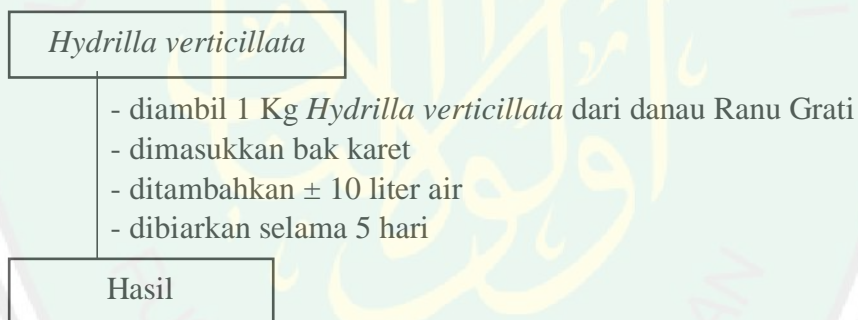 Hydrilla verticillata
- diambil 1 Kg Hydrilla verticillata dari danau Ranu Grati
- dimasukkan bak karet
- ditambahkan ± 10 liter air
- dibiarkan selama 5 hari
Hasil